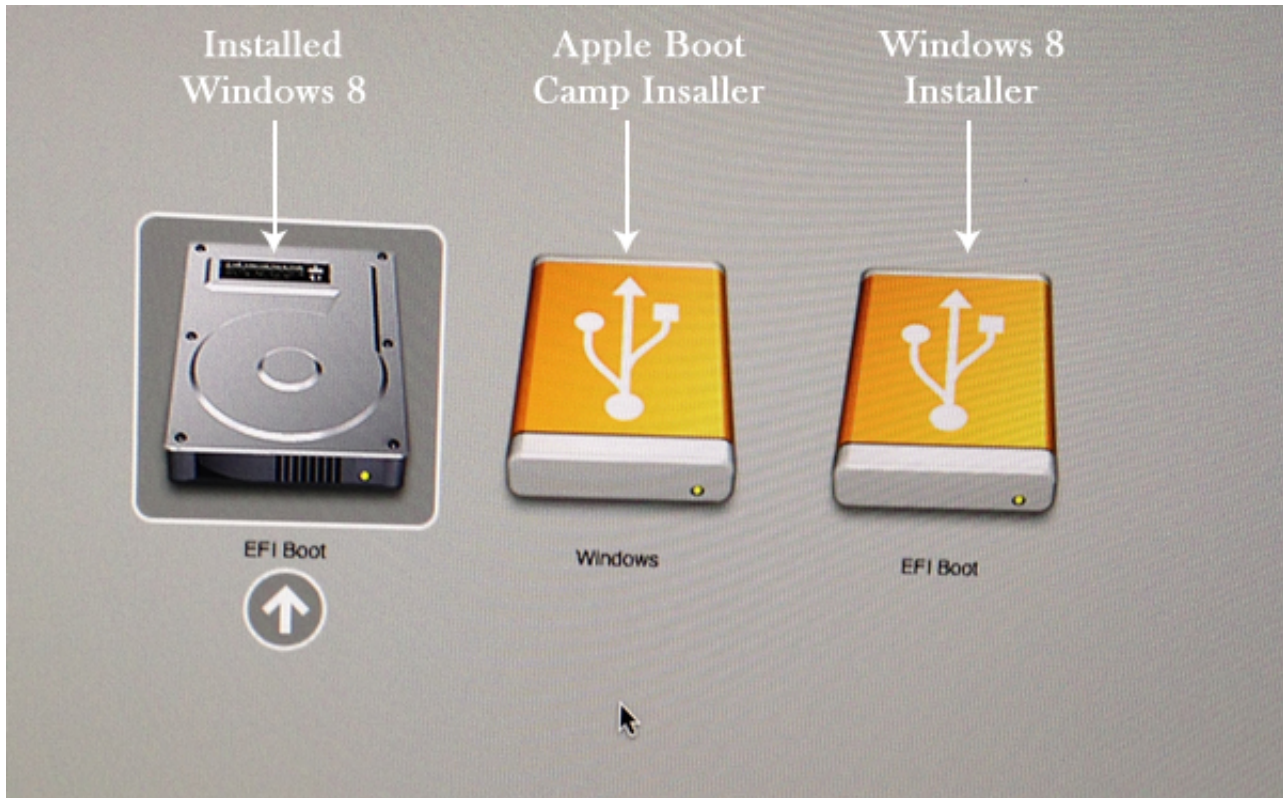 Installed
Windows 8
Apple Boot
Camp Insaller
Windows 8
Installer
EFI Boot
Windows
EFI Boot